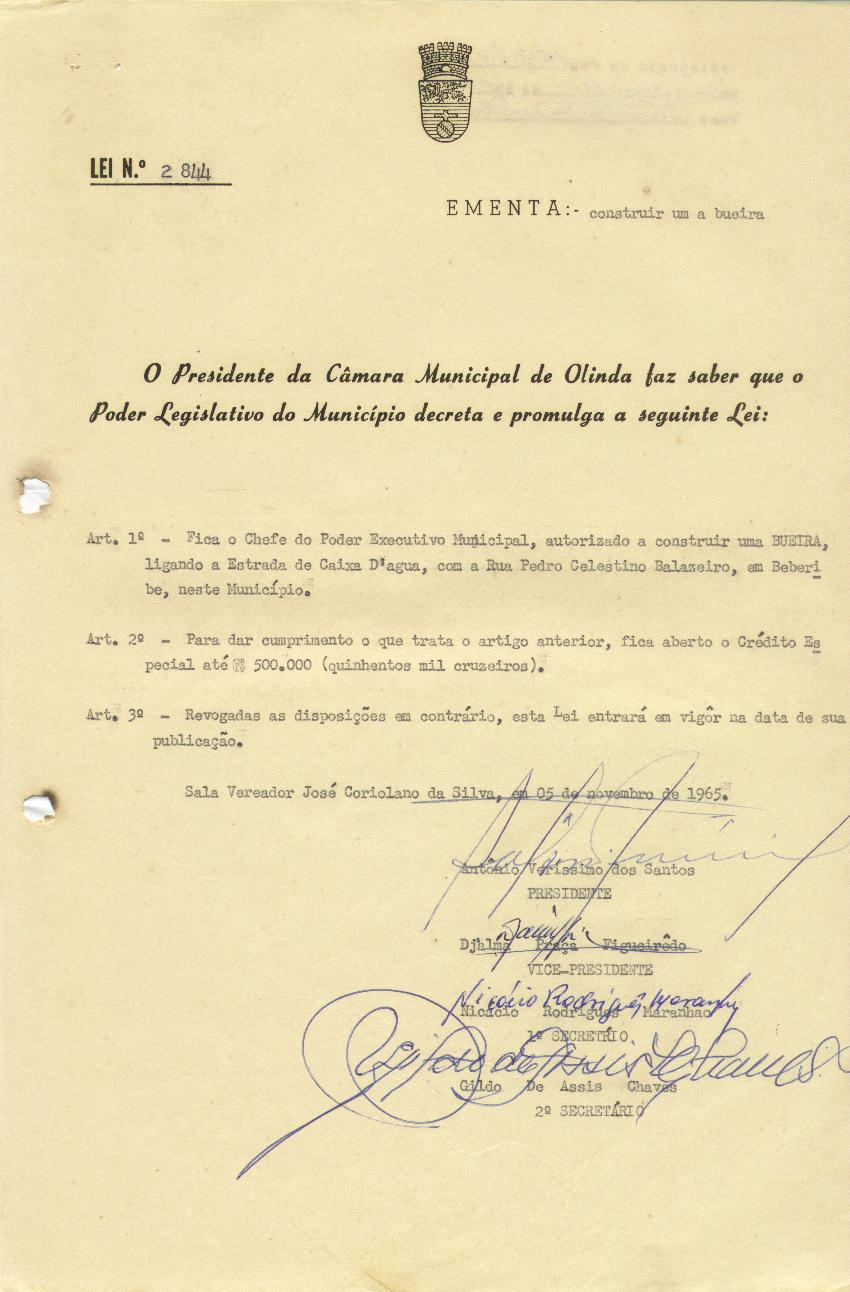 LEI N.º 2 844
EMENTA:- construir um a bueira
O Presidente da Câmara Municipal de Olinda faz saber que o
Poder Legislativo do Município decreta e promulga a seguinte Lei:
Art. 1º - Fica o Chefe do Poder Executivo Municipal, autorizado a construir uma BUEIRA,
ligando a Estrada de Caixa D'agua, com a Rua Pedro Celestino Balazeiro, em Beberi
be, neste Município.
Art. 2º - Para dar cumprimento o que trata o artigo anterior, fica aberto o Crédito Es
pecial até 500.000 (quinhentos mil cruzeiros).
Art. 3º - Revogadas as disposições em contrário, esta Lei entrará em vigôr na data de sua
publicação.
Sala Vereador José Coriolano da Silva, em 05 de novembro de 1965.
Antônio Veríssimo dos Santos
PRESIDENTE
Djalma Praça Figueirêdo
VICE-PRESIDENTE
Nicácio Rodrigues Maranhão
Nicácio Rodrigues Maranhão
1º SECRETRIO
Gildo de Assis Chaves
Gildo De Assis Chaves
2º SECRETÁRIO